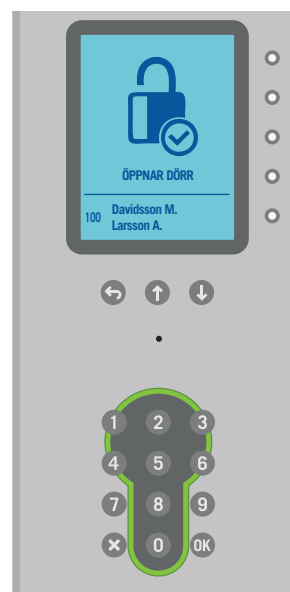 ÖPPNAR DÖRR
100 Davidsson M.
Larsson A.
1 2 3
4 5 6
7 8 9
0 OK